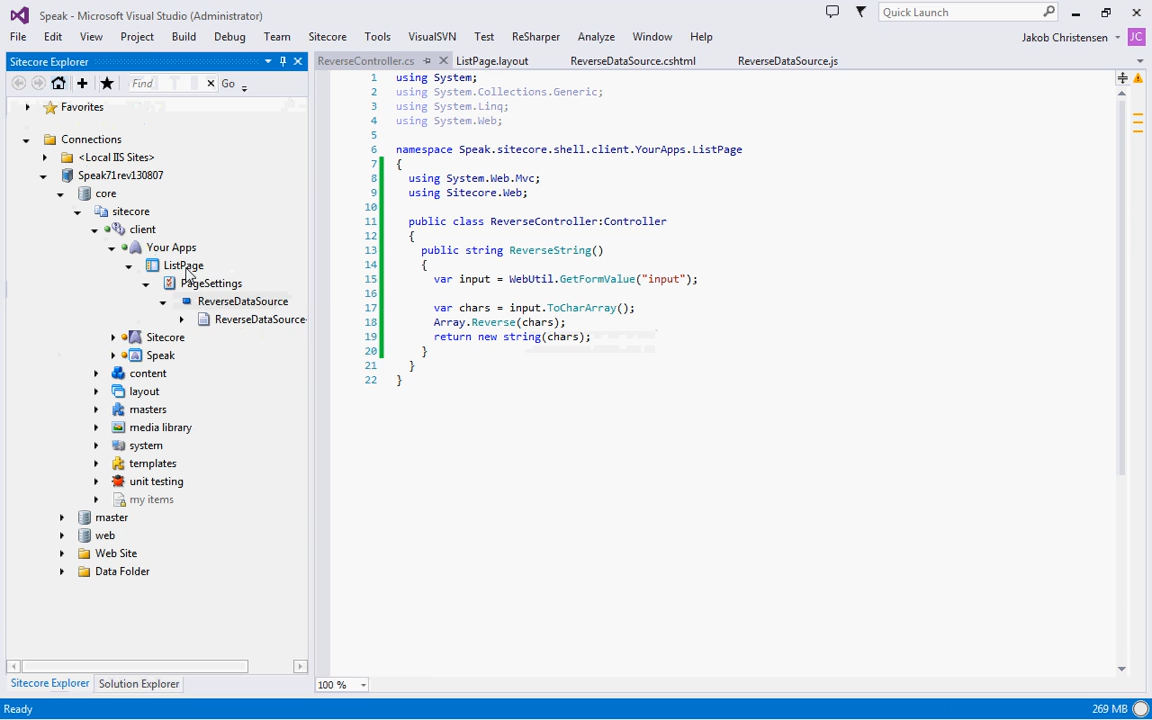 Speak - Microsoft Visual Studio (Administrator)
Quick Launch
File Edit View Project Build Debug Team Sitecore Tools VisualSVN Test ReSharper Analyze Window Help
Jakob Christensen JC
Sitecore Explorer
ReverseController.cs
ListPage.layout
ReverseDataSource.cshtml
ReverseDataSource.js
Find
Go
Favorites
Connections
<Local IIS Sites>
Speak71rev130807
core
sitecore
client
Your Apps
ListPage
PageSettings
ReverseDataSource
ReverseDataSource-
Sitecore
Speak
content
layout
masters
media library
system
templates
unit testing
my items
master
web
Web Site
Data Folder
Sitecore Explorer
Solution Explorer
1 using System;
2 using System.Collections.Generic;
3 using System.Linq;
4 using System.Web;
5
6 namespace Speak.sitecore.shell.client.YourApps.ListPage
7 {
8 using System.Web.Mvc;
9 using Sitecore.Web;
10
11 public class ReverseController:Controller
12 {
13 public string ReverseString()
14 {
15 var input = WebUtil.GetFormValue("input");
16
17 var chars = input.ToCharArray();
18 Array.Reverse(chars);
19 return new string(chars);
20 }
21 }
22 }
100 %
Ready
269 MB